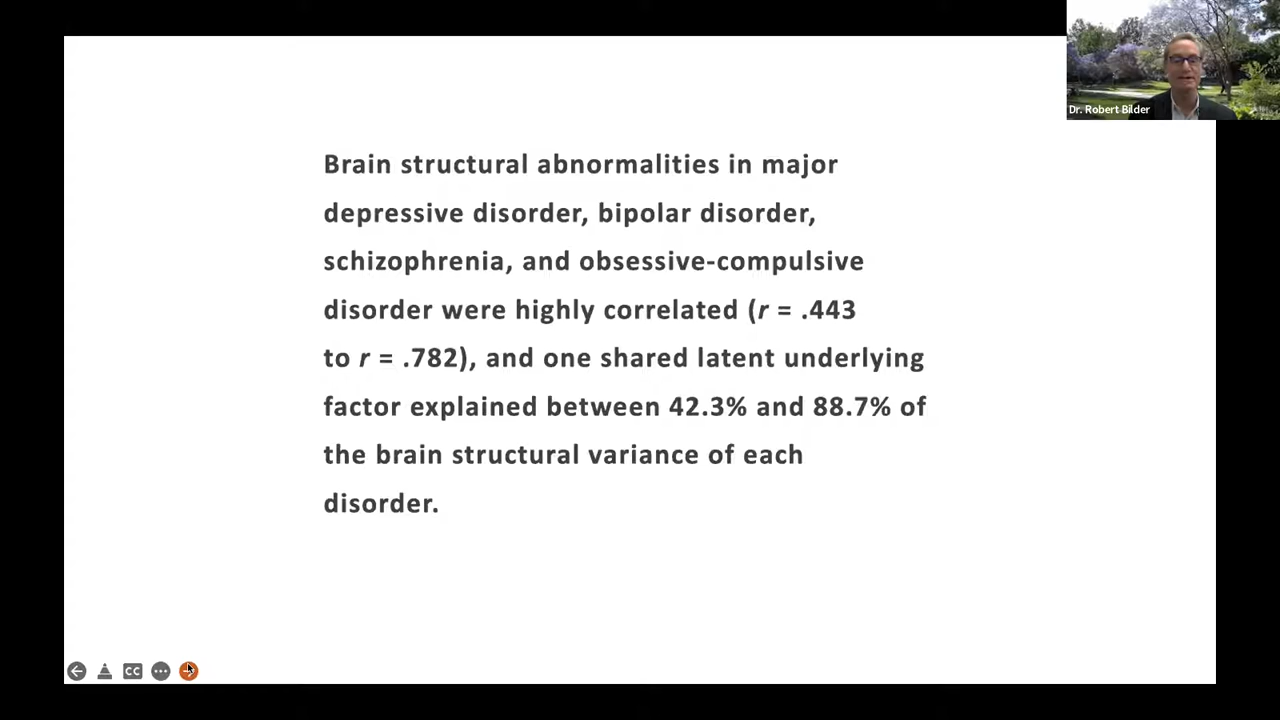 Dr. Robert Bilder
Brain structural abnormalities in major
depressive disorder, bipolar disorder,
schizophrenia, and obsessive-compulsive
disorder were highly correlated (r = .443
to r = .782), and one shared latent underlying
factor explained between 42.3% and 88.7% of
the brain structural variance of each
disorder.
CC